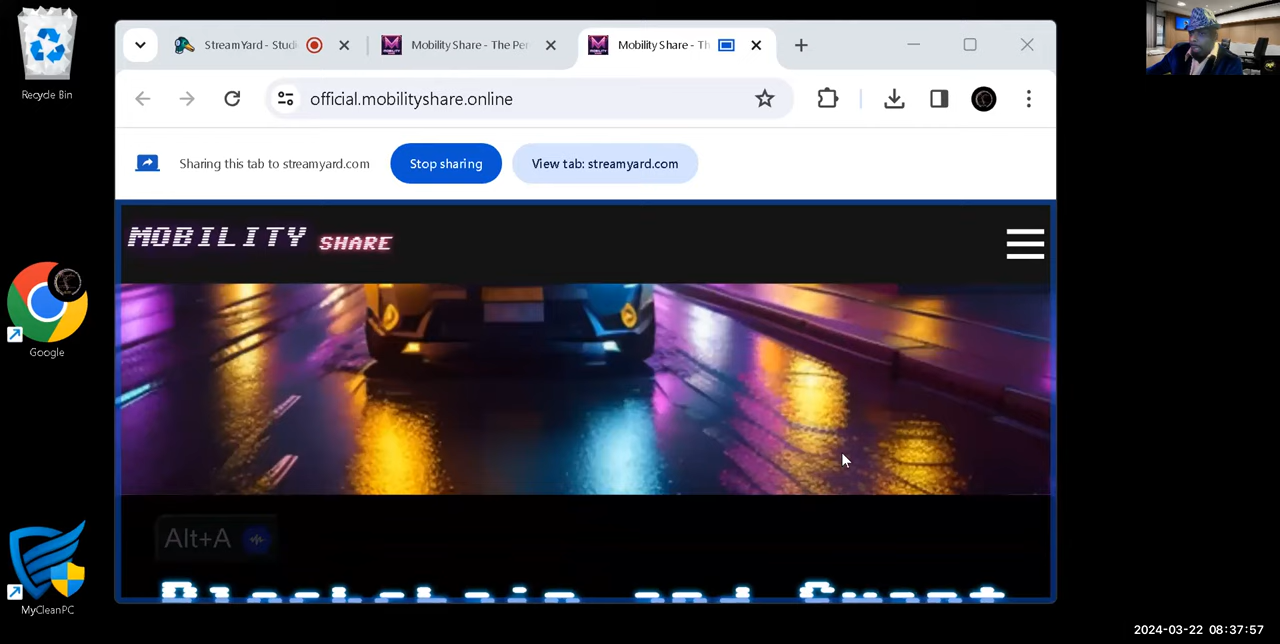 Recycle Bin
StreamYard - Studi
Mobility Share - The Per
Mobility Share - Th
official.mobilityshare.online
Sharing this tab to streamyard.com
Stop sharing
View tab: streamyard.com
MOBILITY SHARE
Google
Alt+A
MyCleanPC
2024-03-22 08:37:57